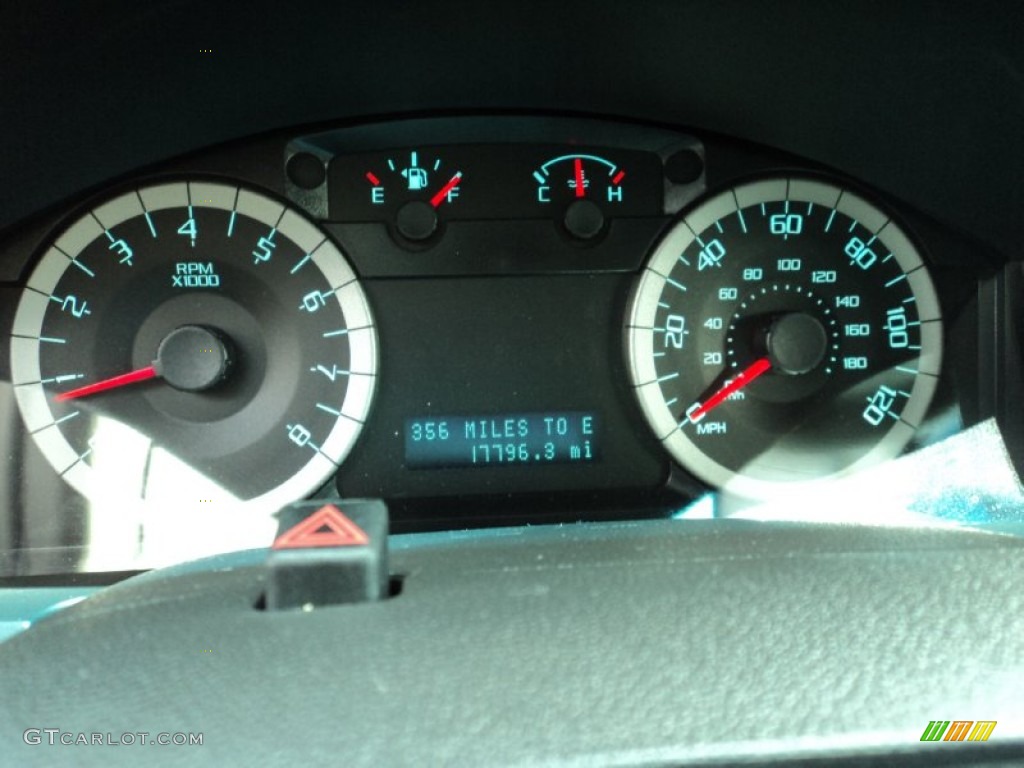 E F
C H
1 2 3 4 5 6 7 8
RPM
X1000
20 40 60 80 100 120
20 40 60 80 100 120 140 160 180
MPH
356 MILES TO E
17796.3 mi
GTCARLOT.COM